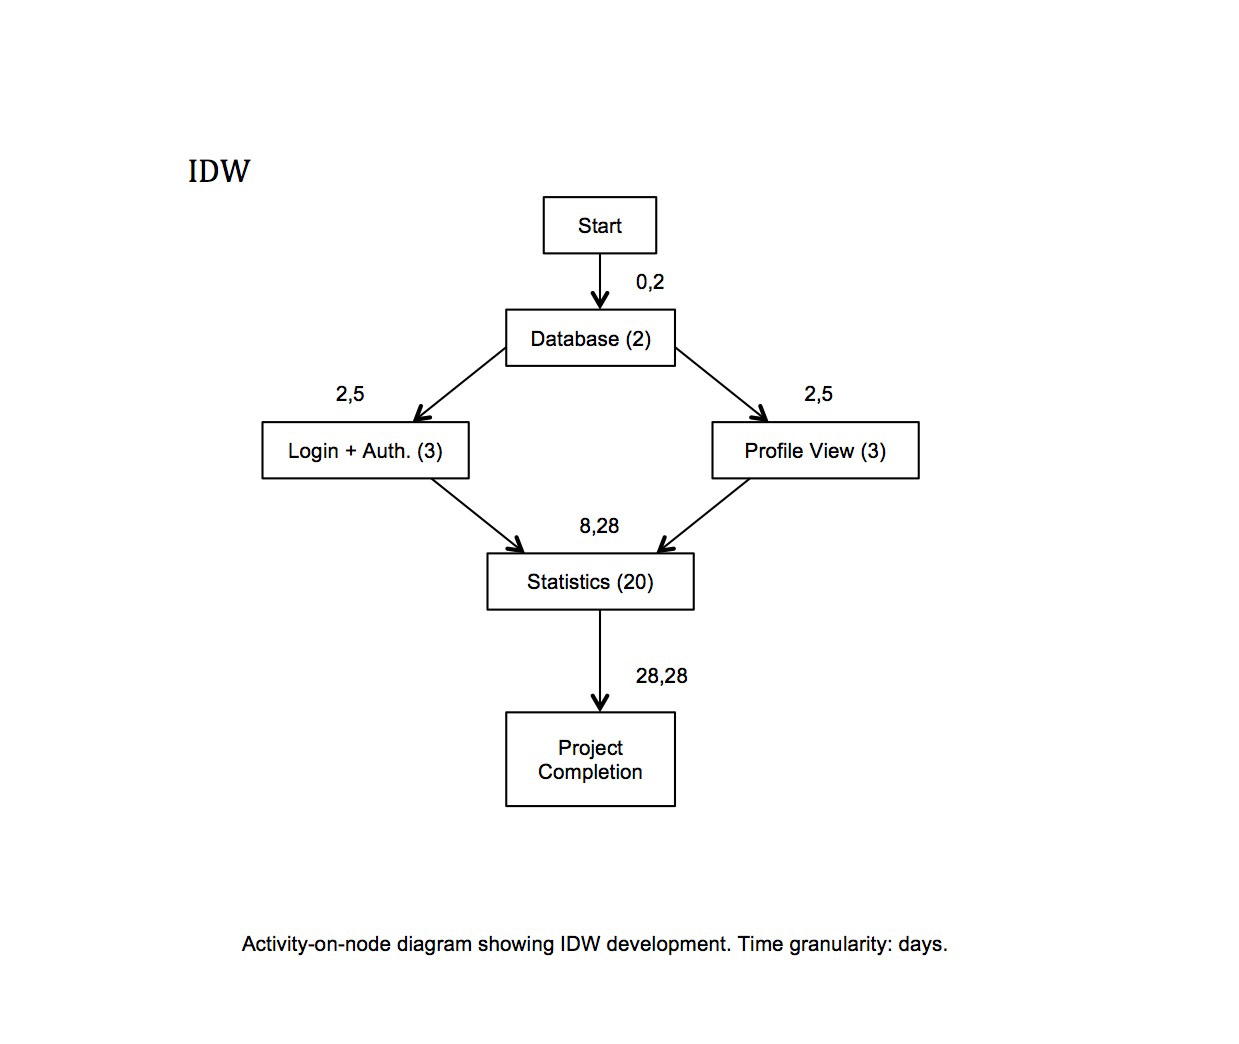 IDW
Start
0,2
Database (2)
2,5
2,5
Login + Auth. (3)
Profile View (3)
8,28
Statistics (20)
28,28
Project
Completion
Activity-on-node diagram showing IDW development. Time granularity: days.